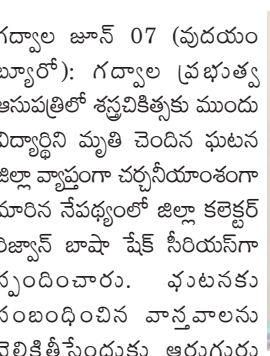 గద్వాల జూన్ 07 (వుదయం
బ్యూరో): గద్వాల ప్రభుత్వ
ఆసుపత్రిలో శస్త్రచికిత్సకు ముందు
విద్యార్థిని మృతి చెందిన ఘటన
జిల్లా వ్యాప్తంగా చర్చనీయాంశంగా
మారిన నేపథ్యంలో జిల్లా కలెక్టర్
రిజ్వాన్ బాషా షేక్ సీరియస్‌గా
స్పందించారు. ఘటనకు
సంబంధించిన వాస్తవాలను
వెలికితీసేందుకు ఆరుగురు